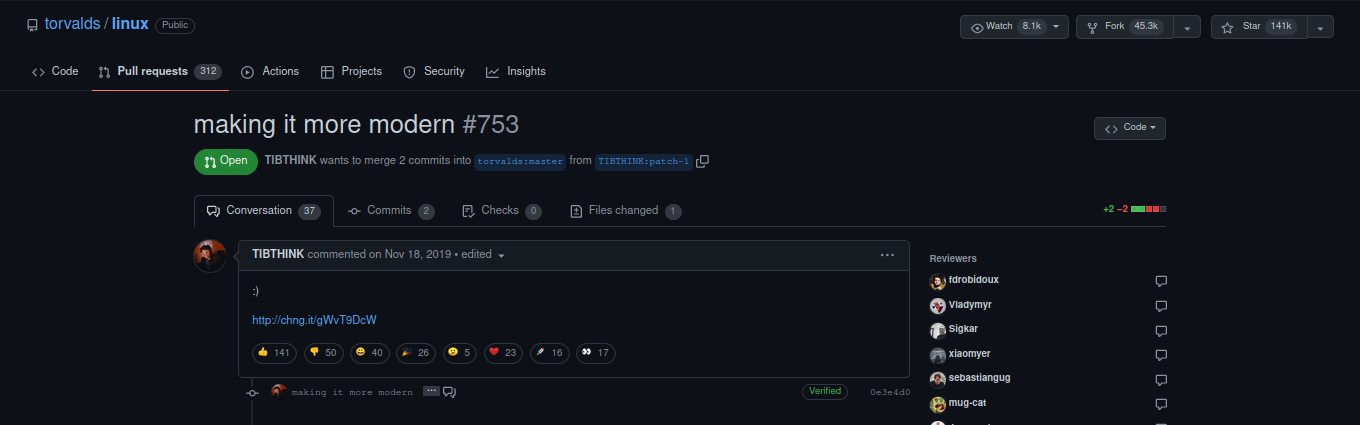 torvalds / linux Public Watch 8.1k Fork 45.3k Star 141k
Code Pull requests 312 Actions Projects Security Insights
making it more modern #753
Code
Open TIBTHINK wants to merge 2 commits into torvalds:master from TIBTHINK:patch-1
Conversation 37 Commits 2 Checks 0 Files changed 1 +2 −2
TIBTHINK commented on Nov 18, 2019 • edited
:)
http://chng.it/gWvT9DcW
👍 141 👎 50 😄 40 🎉 26 😕 5 ❤️ 23 🚀 16 👀 17
making it more modern ··· Verified 0e3e4d0
Reviewers
fdrobidoux
Vladymyr
Sigkar
xiaomyer
sebastiangug
mug-cat